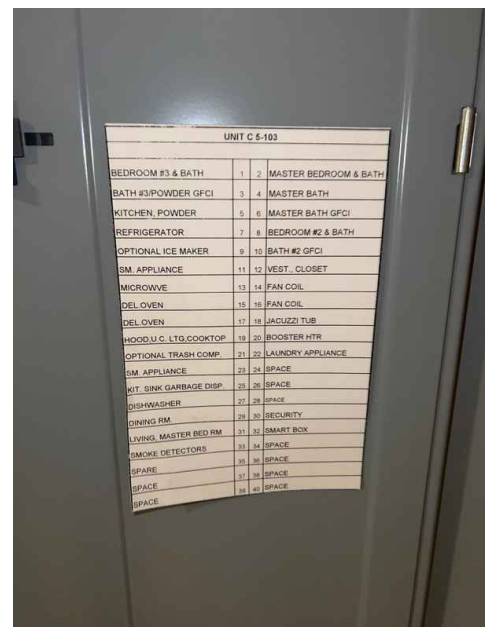 UNIT C 5-103
BEDROOM #3 & BATH 1 2 MASTER BEDROOM & BATH
BATH #3/POWDER GFCI 3 4 MASTER BATH
KITCHEN, POWDER 5 6 MASTER BATH GFCI
REFRIGERATOR 7 8 BEDROOM #2 & BATH
OPTIONAL ICE MAKER 9 10 BATH #2 GFCI
SM. APPLIANCE 11 12 VEST., CLOSET
MICROWVE 13 14 FAN COIL
DEL.OVEN 15 16 FAN COIL
DEL.OVEN 17 18 JACUZZI TUB
HOOD,U.C. LTG,COOKTOP 19 20 BOOSTER HTR
OPTIONAL TRASH COMP. 21 22 LAUNDRY APPLIANCE
SM. APPLIANCE 23 24 SPACE
KIT. SINK GARBAGE DISP. 25 26 SPACE
DISHWASHER 27 28 SPACE
DINING RM. 29 30 SECURITY
LIVING, MASTER BED RM 31 32 SMART BOX
SMOKE DETECTORS 33 34 SPACE
SPARE 35 36 SPACE
SPACE 37 38 SPACE
SPACE 39 40 SPACE